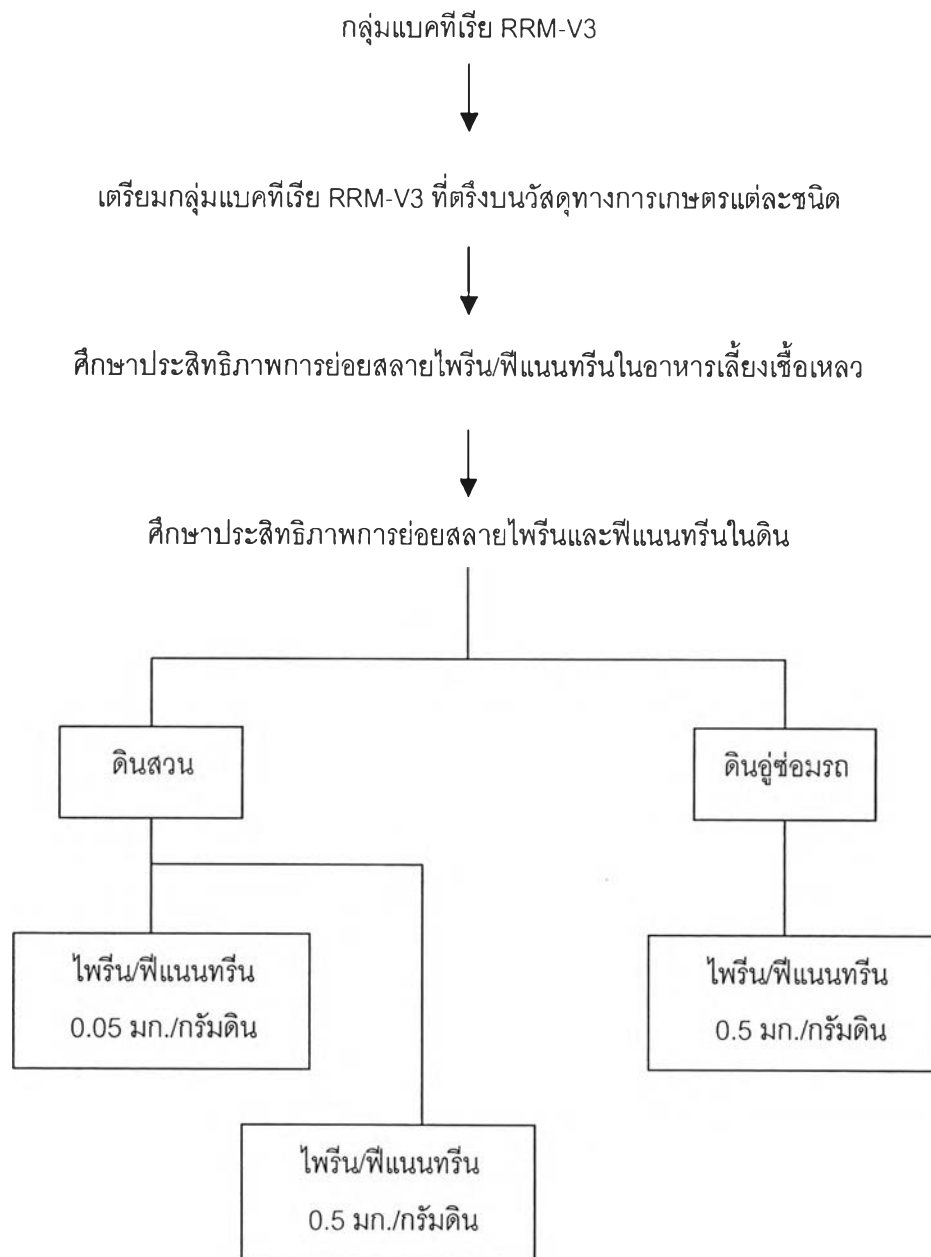 กลุ่มแบคทีเรีย RRM-V3
เตรียมกลุ่มแบคทีเรีย RRM-V3 ที่ตรึงบนวัสดุทางการเกษตรแต่ละชนิด
ศึกษาประสิทธิภาพการย่อยสลายไพรีน/ฟีแนนทรีนในอาหารเลี้ยงเชื้อเหลว
ศึกษาประสิทธิภาพการย่อยสลายไพรีนและฟีแนนทรีนในดิน
ดินสวน
ดินอู่ซ่อมรถ
ไพรีน/ฟีแนนทรีน
0.05 มก./กรัมดิน
ไพรีน/ฟีแนนทรีน
0.5 มก./กรัมดิน
ไพรีน/ฟีแนนทรีน
0.5 มก./กรัมดิน